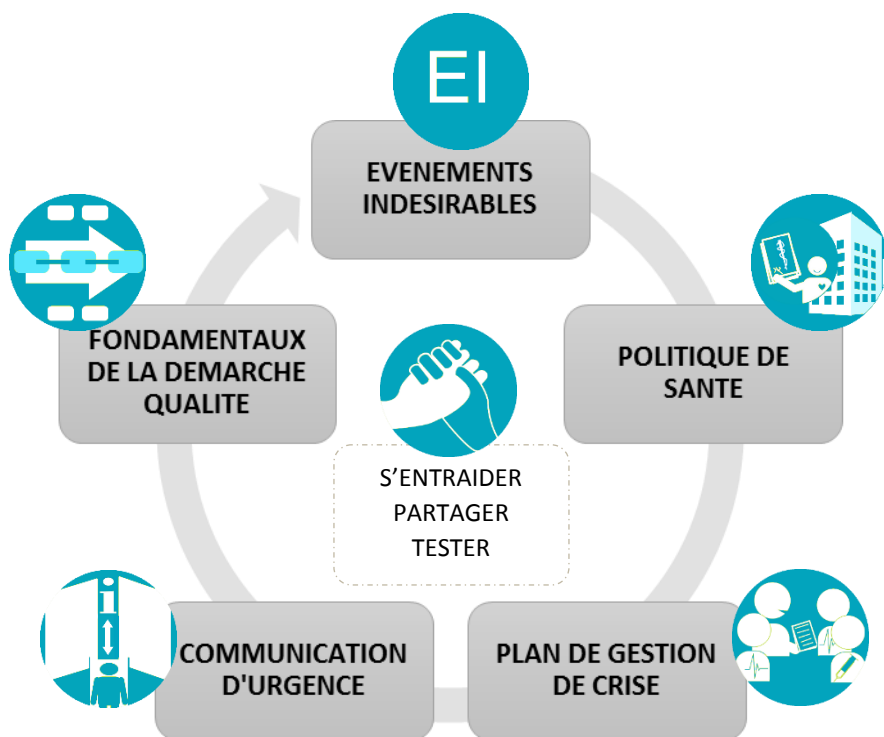 EI
EVENEMENTS
INDESIRABLES
POLITIQUE DE
SANTE
PLAN DE GESTION
DE CRISE
i
COMMUNICATION
D'URGENCE
FONDAMENTAUX
DE LA DEMARCHE
QUALITE
S’ENTRAIDER
PARTAGER
TESTER